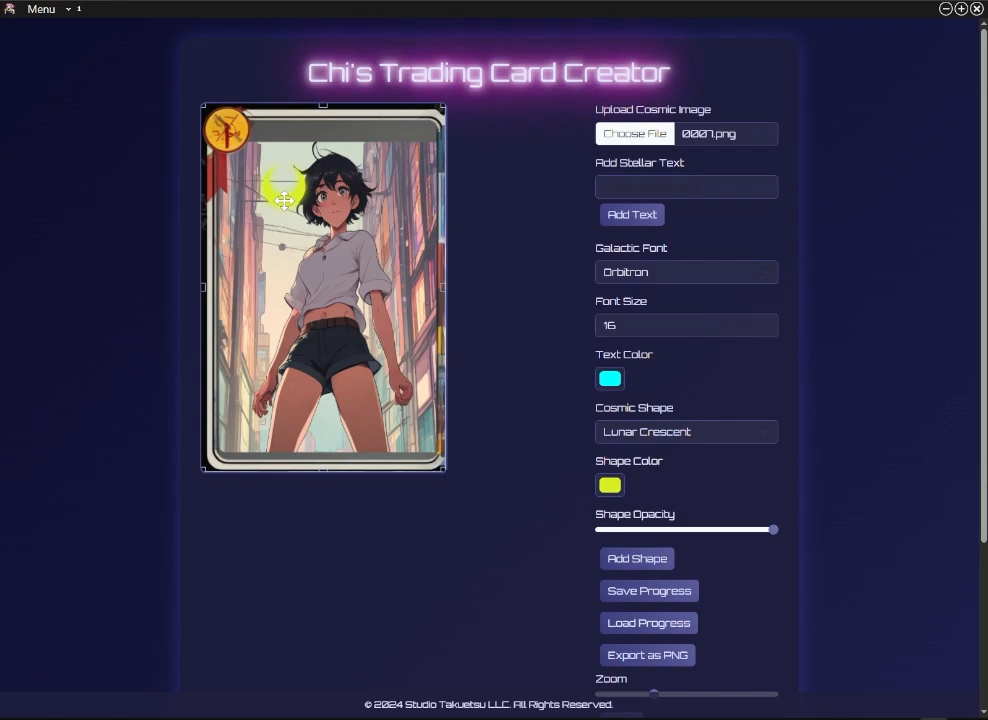 Menu
1
Chi's Trading Card Creator
Upload Cosmic Image
Choose File 0007.png
Add Stellar Text
Add Text
Galactic Font
Orbitron
Font Size
16
Text Color
Cosmic Shape
Lunar Crescent
Shape Color
Shape Opacity
Add Shape
Save Progress
Load Progress
Export as PNG
Zoom
© 2024 Studio Takuetsu LLC. All Rights Reserved.